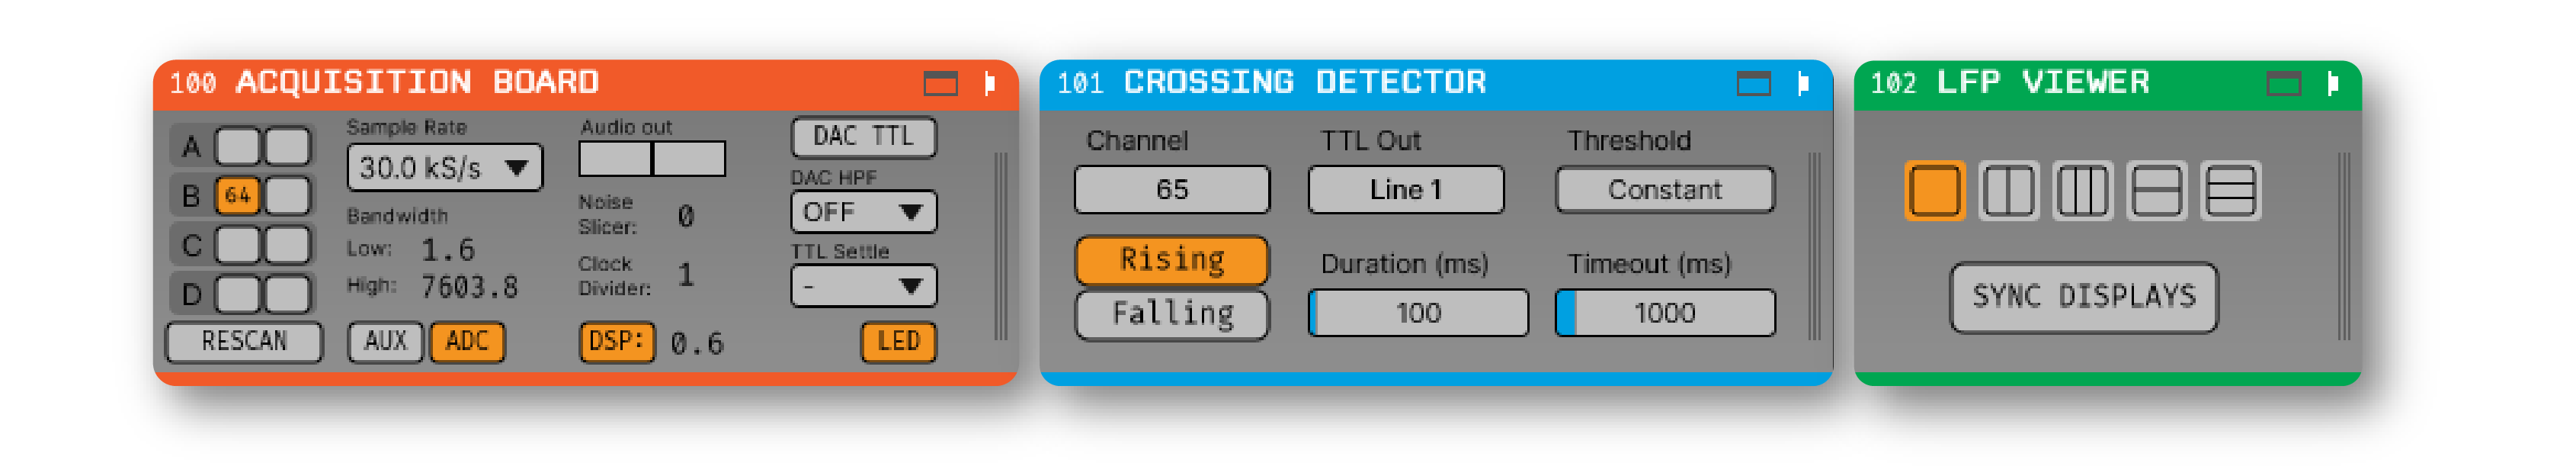 100 ACQUISITION BOARD
A
B 64
C
D
RESCAN
Sample Rate
30.0 kS/s
Bandwidth
Low: 1.6
High: 7603.8
AUX ADC
Audio out
Noise
Slicer: 0
Clock
Divider: 1
DSP: 0.6
DAC TTL
DAC HPF
OFF
TTL Settle
-
LED
101 CROSSING DETECTOR
Channel
65
Rising
Falling
TTL Out
Line 1
Duration (ms)
100
Threshold
Constant
Timeout (ms)
1000
102 LFP VIEWER
SYNC DISPLAYS